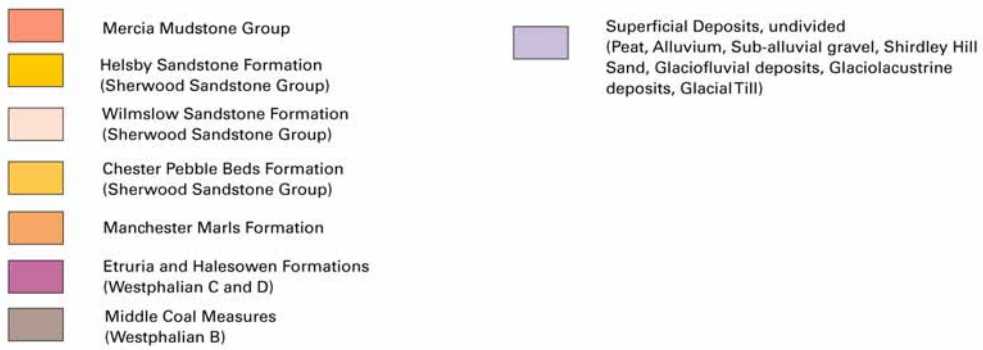 Mercia Mudstone Group
Helsby Sandstone Formation
(Sherwood Sandstone Group)
Wilmslow Sandstone Formation
(Sherwood Sandstone Group)
Chester Pebble Beds Formation
(Sherwood Sandstone Group)
Manchester Marls Formation
Etruria and Halesowen Formations
(Westphalian C and D)
Middle Coal Measures
(Westphalian B)
Superficial Deposits, undivided
(Peat, Alluvium, Sub-alluvial gravel, Shirdley Hill
Sand, Glaciofluvial deposits, Glaciolacustrine
deposits, Glacial Till)